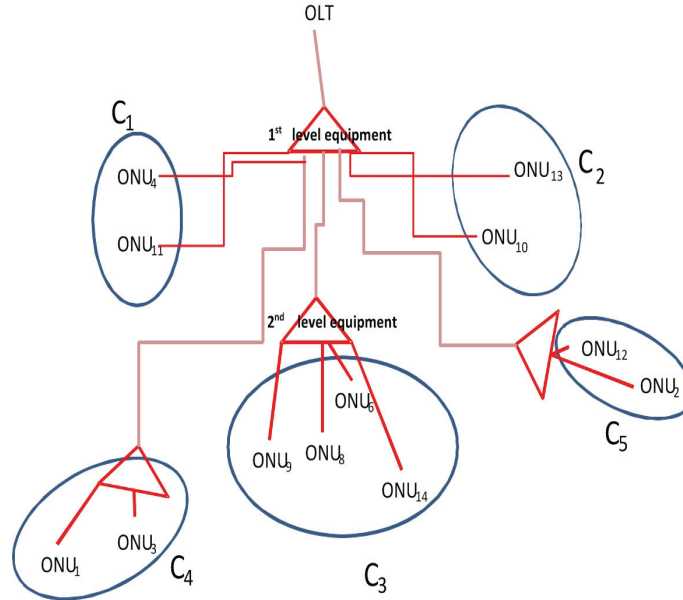 OLT
1st level equipment
C1
C2
ONU4
ONU13
ONU11
ONU10
2nd level equipment
ONU12
ONU6
ONU2
C5
ONU9
ONU8
ONU14
ONU3
ONU1
C4
C3